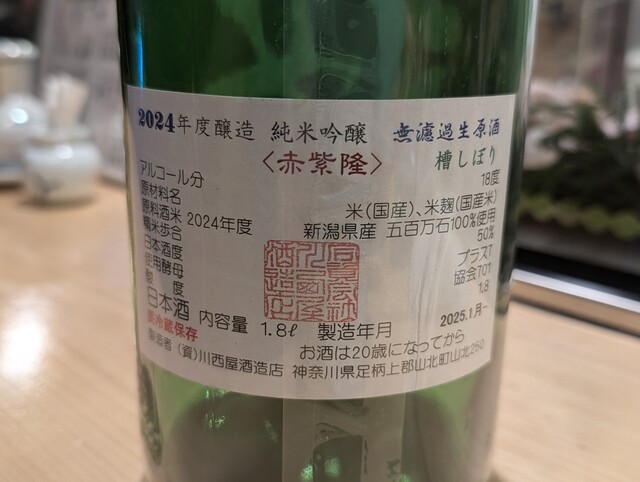 2024年度醸造 純米吟醸 無濾過生原酒
〈赤紫隆〉 槽しぼり
アルコール分 18度
原材料名 米(国産)、米麹(国産米)
原料酒米 2024年度 新潟県産 五百万石100%使用
精米歩合 50%
日本酒度 プラス7
使用酵母 協会701
酸度 1.8
日本酒 内容量 1.8ℓ 製造年月 2025.1月
要冷蔵保存 お酒は20歳になってから
製造者 (資)川西屋酒造店 神奈川県足柄上郡山北町山北250